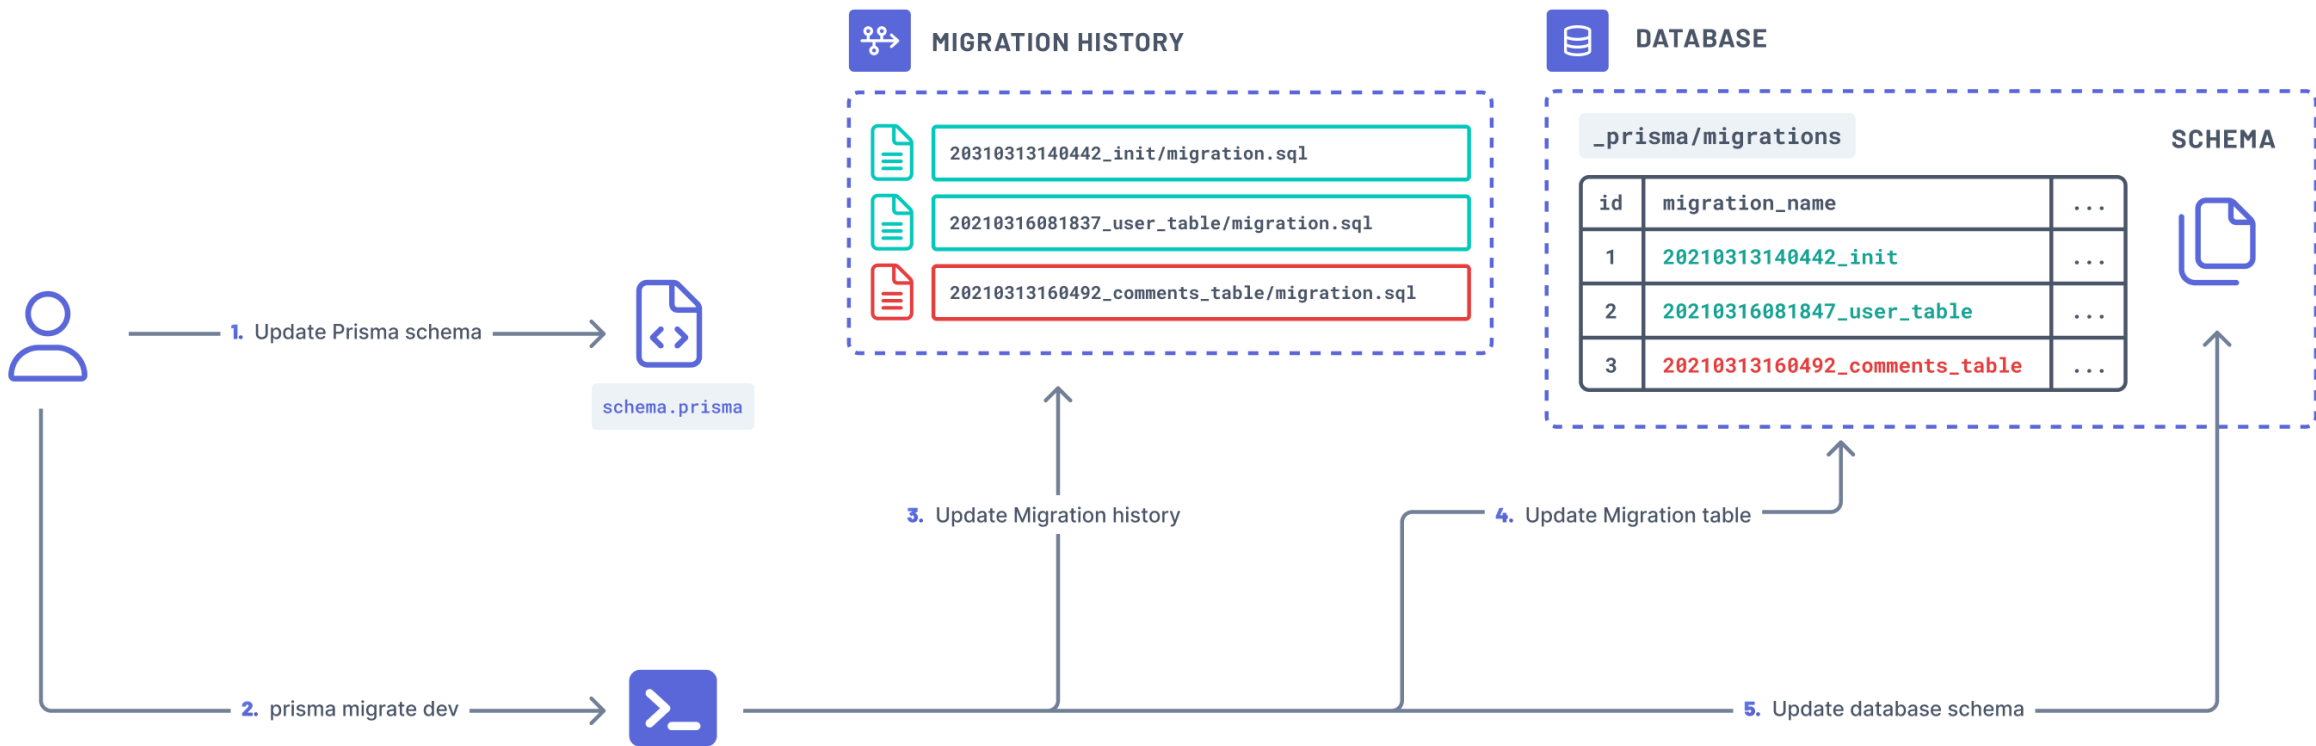 MIGRATION HISTORY
20310313140442_init/migration.sql
20210316081837_user_table/migration.sql
20210313160492_comments_table/migration.sql
DATABASE
_prisma/migrations
SCHEMA
id migration_name ...
1 20210313140442_init ...
2 20210316081847_user_table ...
3 20210313160492_comments_table ...
1. Update Prisma schema
schema.prisma
3. Update Migration history
4. Update Migration table
2. prisma migrate dev
5. Update database schema